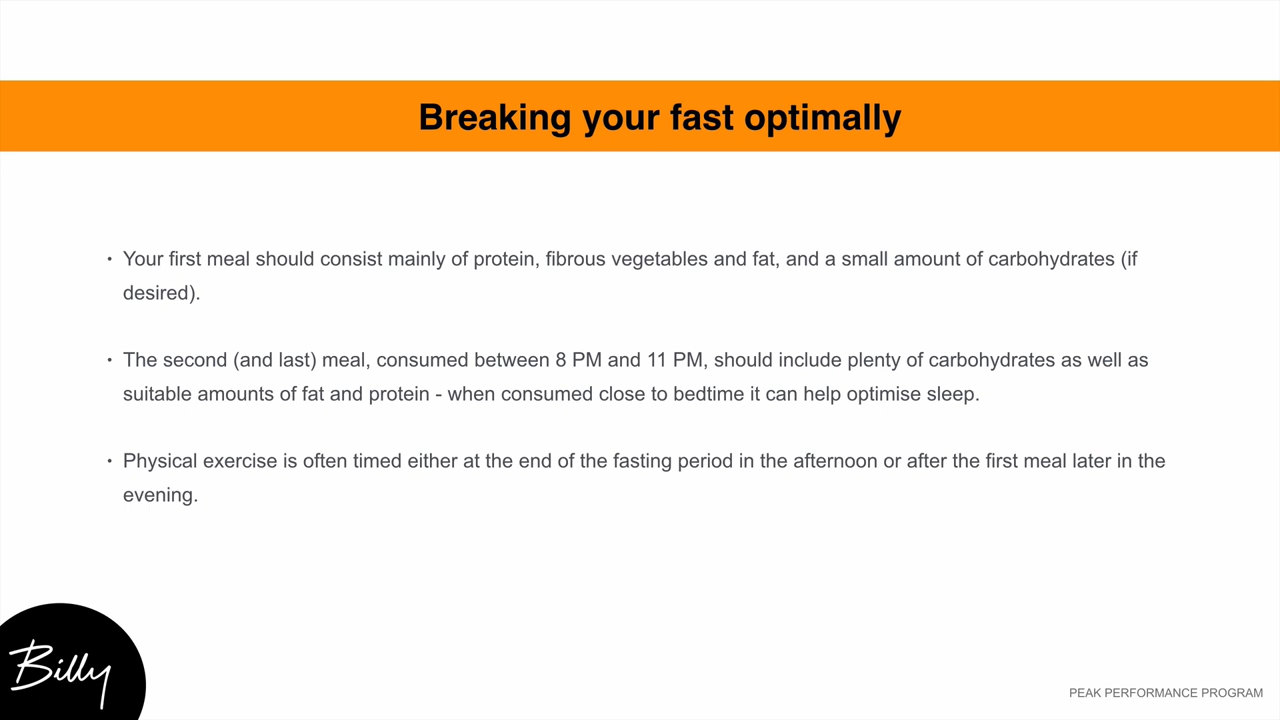 Breaking your fast optimally
• Your first meal should consist mainly of protein, fibrous vegetables and fat, and a small amount of carbohydrates (if
desired).
• The second (and last) meal, consumed between 8 PM and 11 PM, should include plenty of carbohydrates as well as
suitable amounts of fat and protein - when consumed close to bedtime it can help optimise sleep.
• Physical exercise is often timed either at the end of the fasting period in the afternoon or after the first meal later in the
evening.
Billy
PEAK PERFORMANCE PROGRAM